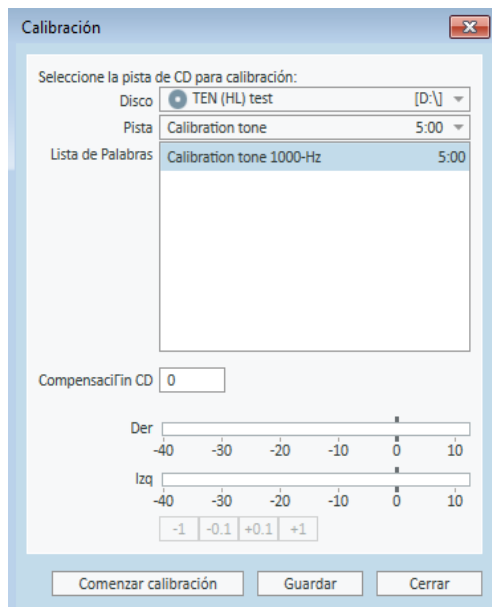 Calibración
Seleccione la pista de CD para calibración:
Disco TEN (HL) test [D:\]
Pista Calibration tone 5:00
Lista de Palabras Calibration tone 1000-Hz 5:00
CompensaciΓin CD 0
Der
-40 -30 -20 -10 0 10
Izq
-40 -30 -20 -10 0 10
-1 -0.1 +0.1 +1
Comenzar calibración Guardar Cerrar